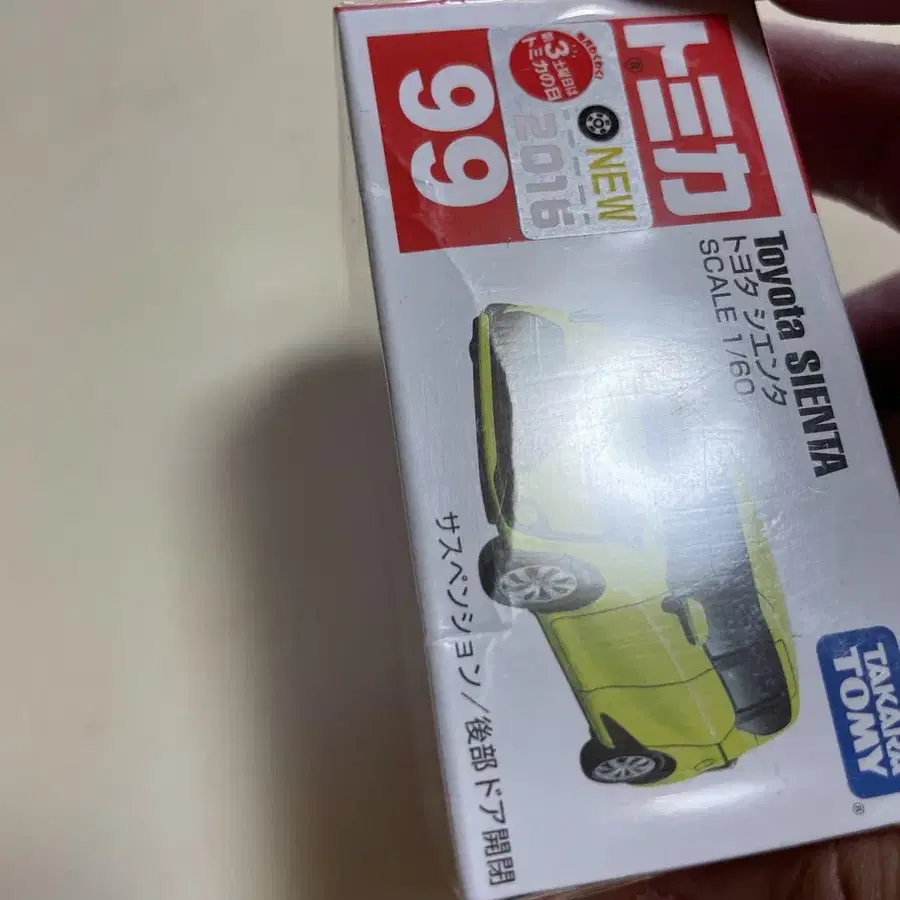 トミカ
®
99
第3土曜日は
トミカの日
NEW
2016
Toyota SIENTA
トヨタ シエンタ
SCALE 1/60
サスペンション/後部ドア開閉
TAKARA
TOMY
®